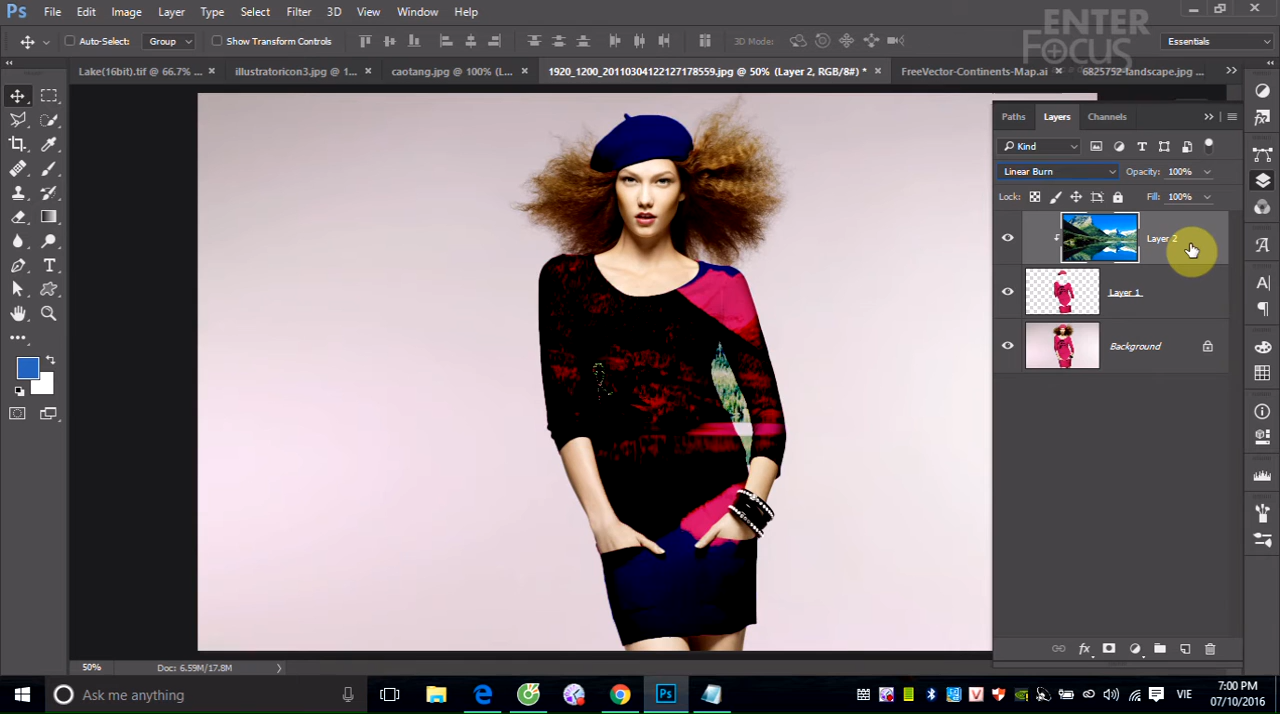 Ps File Edit Image Layer Type Select Filter 3D View Window Help
ENTER FOCUS
Auto-Select: Group Show Transform Controls 3D Mode: Essentials
Lake(16bit).tif @ 66.7% ... × illustratoricon3.jpg @ 1... × caotang.jpg @ 100% (L... × 1920_1200_20110304122127178559.jpg @ 50% (Layer 2, RGB/8#) * × FreeVector-Continents-Map.ai × 6825752-landscape.jpg ...
Paths Layers Channels
Kind
Linear Burn Opacity: 100%
Lock: Fill: 100%
Layer 2
Layer 1
Background
50% Doc: 6.59M/17.8M
Ask me anything
VIE
7:00 PM
07/10/2016